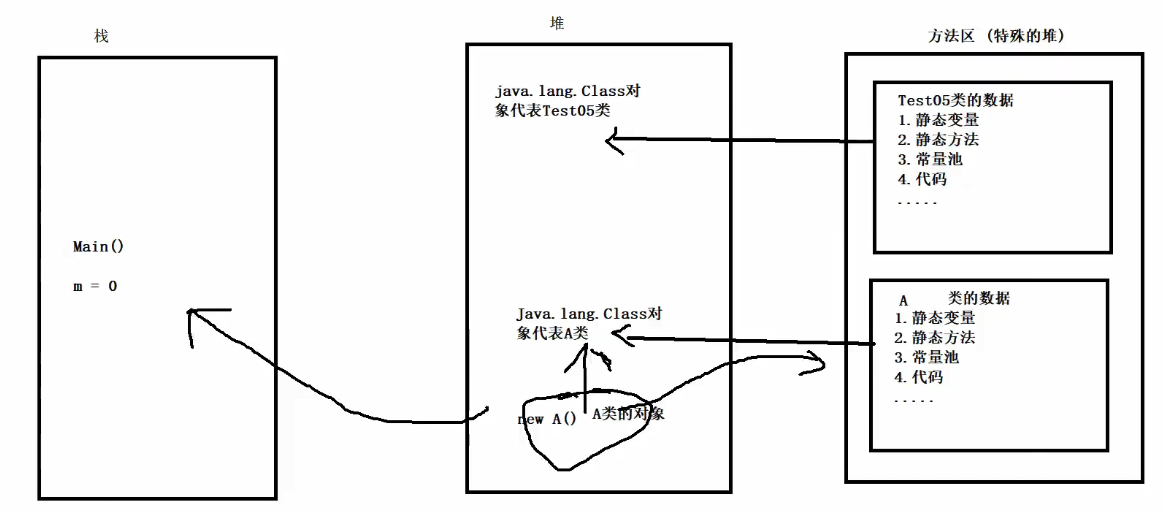 栈
堆
方法区 (特殊的堆)
java.lang.Class对
象代表Test05类
Test05类的数据
1.静态变量
2.静态方法
3.常量池
4.代码
.....
Main()
m = 0
Java.lang.Class对
象代表A类
new A() A类的对象
A 类的数据
1.静态变量
2.静态方法
3.常量池
4.代码
.....